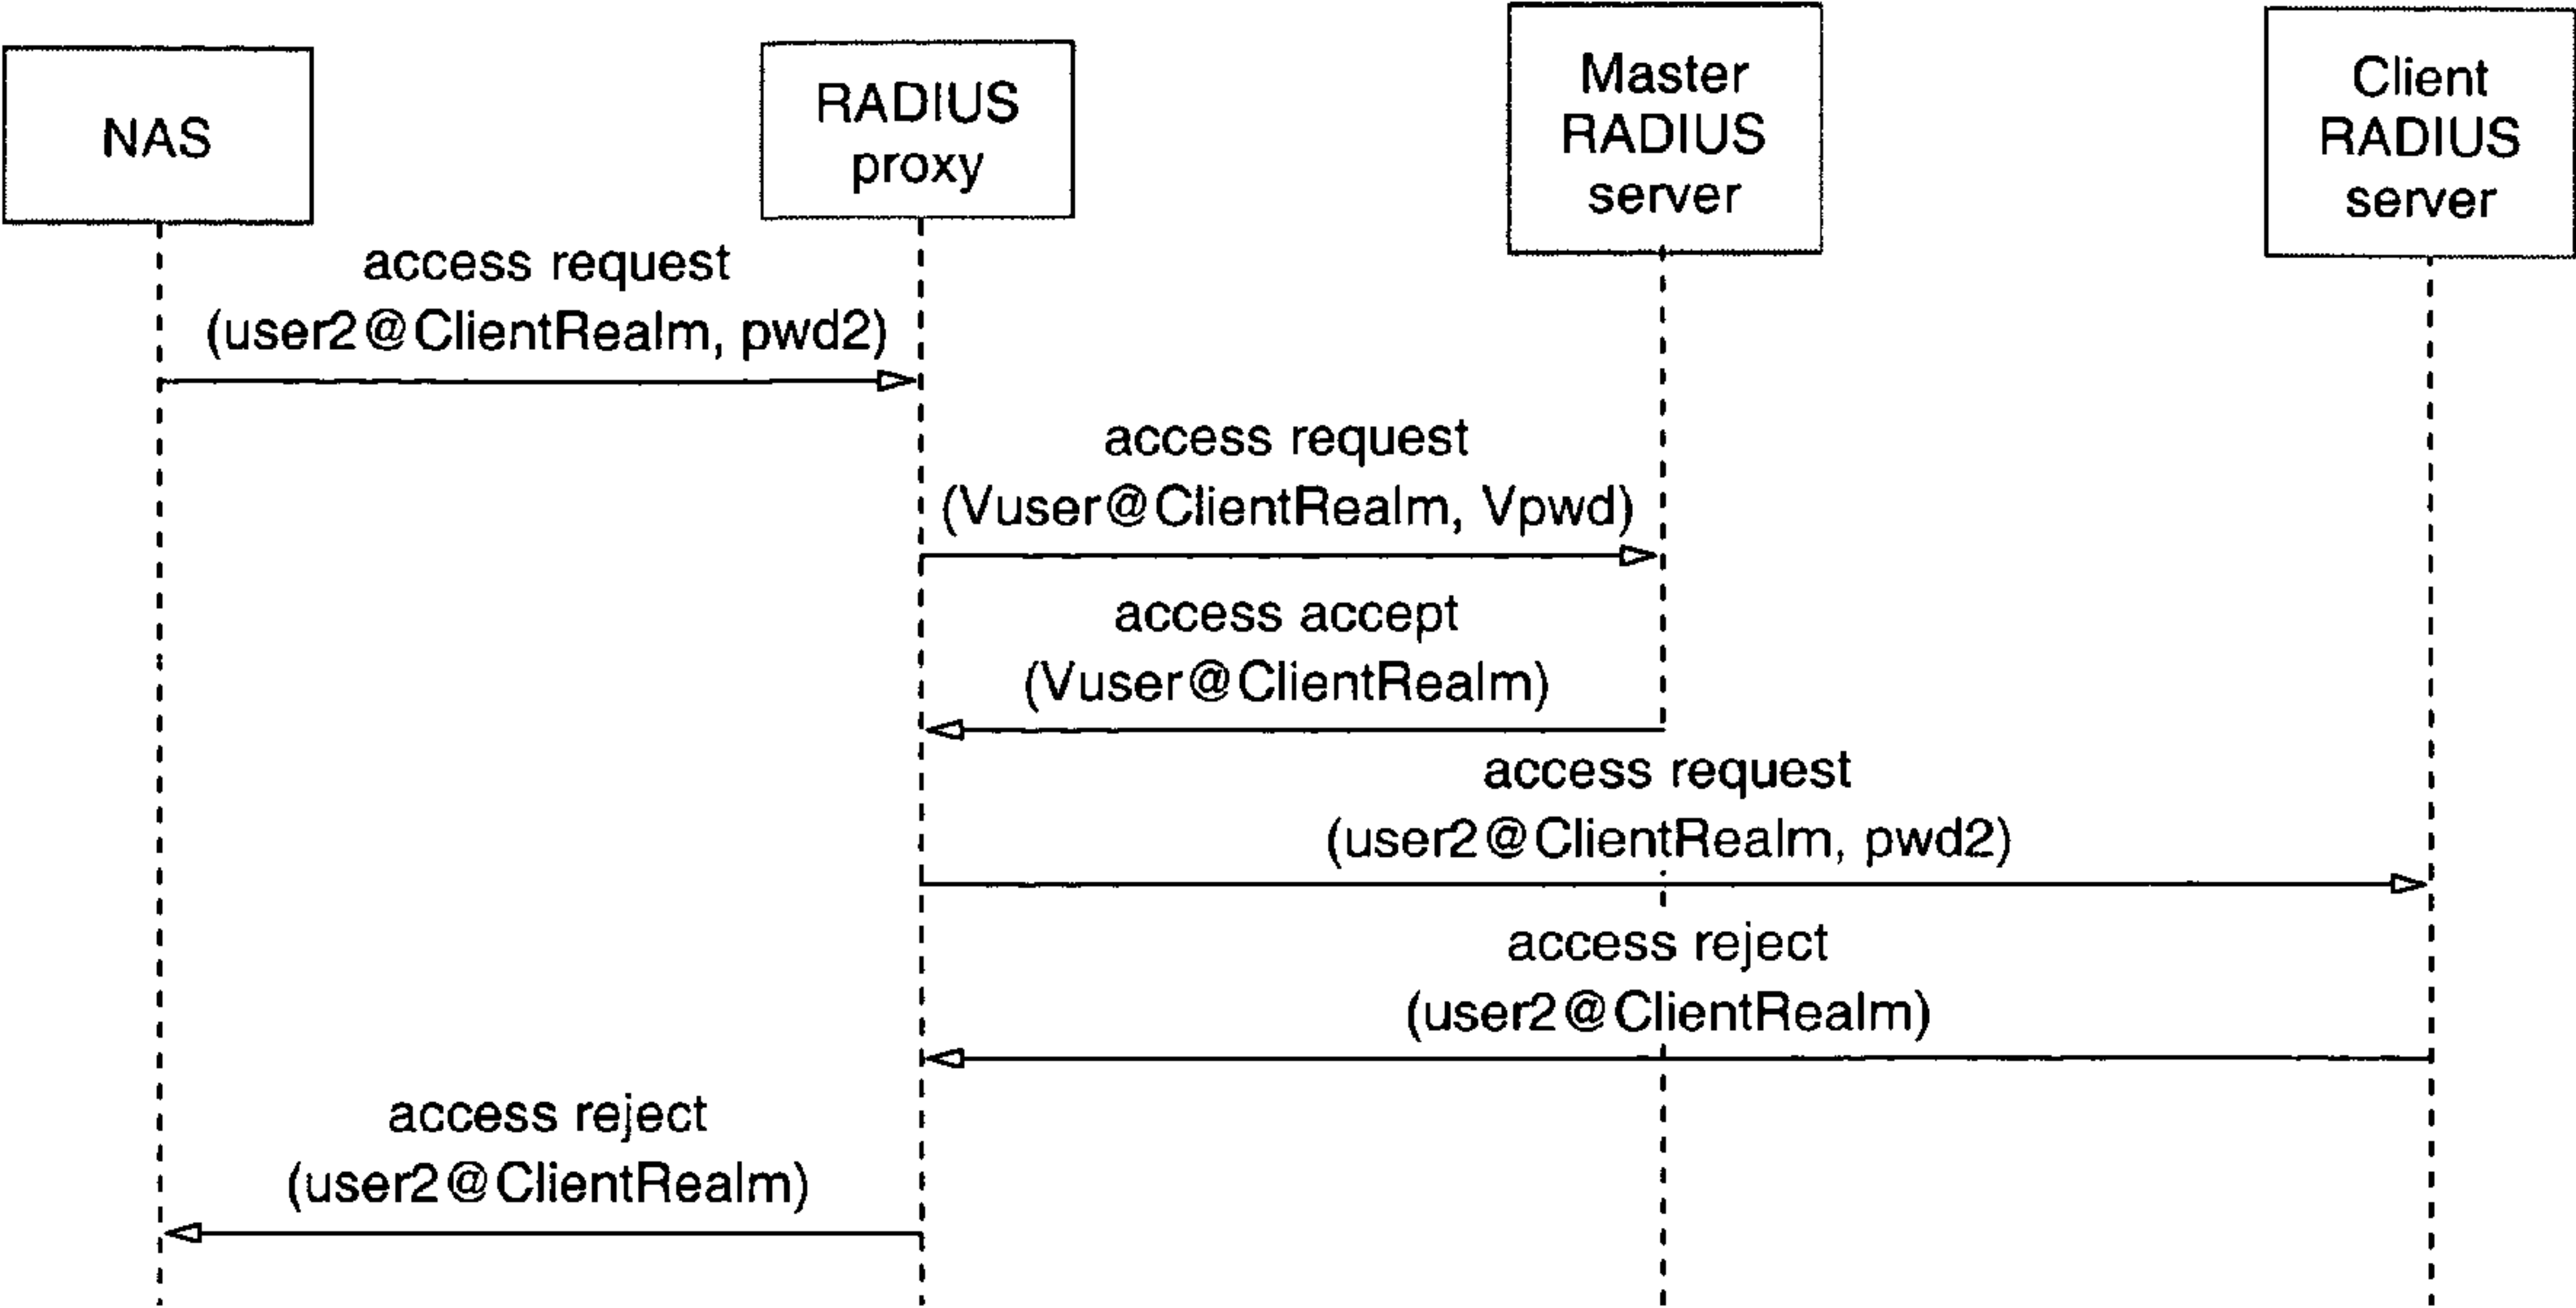 NAS
RADIUS
proxy
Master
RADIUS
server
Client
RADIUS
server
access request
(user2@ClientRealm, pwd2)
access request
(Vuser@ClientRealm, Vpwd)
access accept
(Vuser@ClientRealm)
access request
(user2@ClientRealm, pwd2)
access reject
(user2@ClientRealm)
access reject
(user2@ClientRealm)